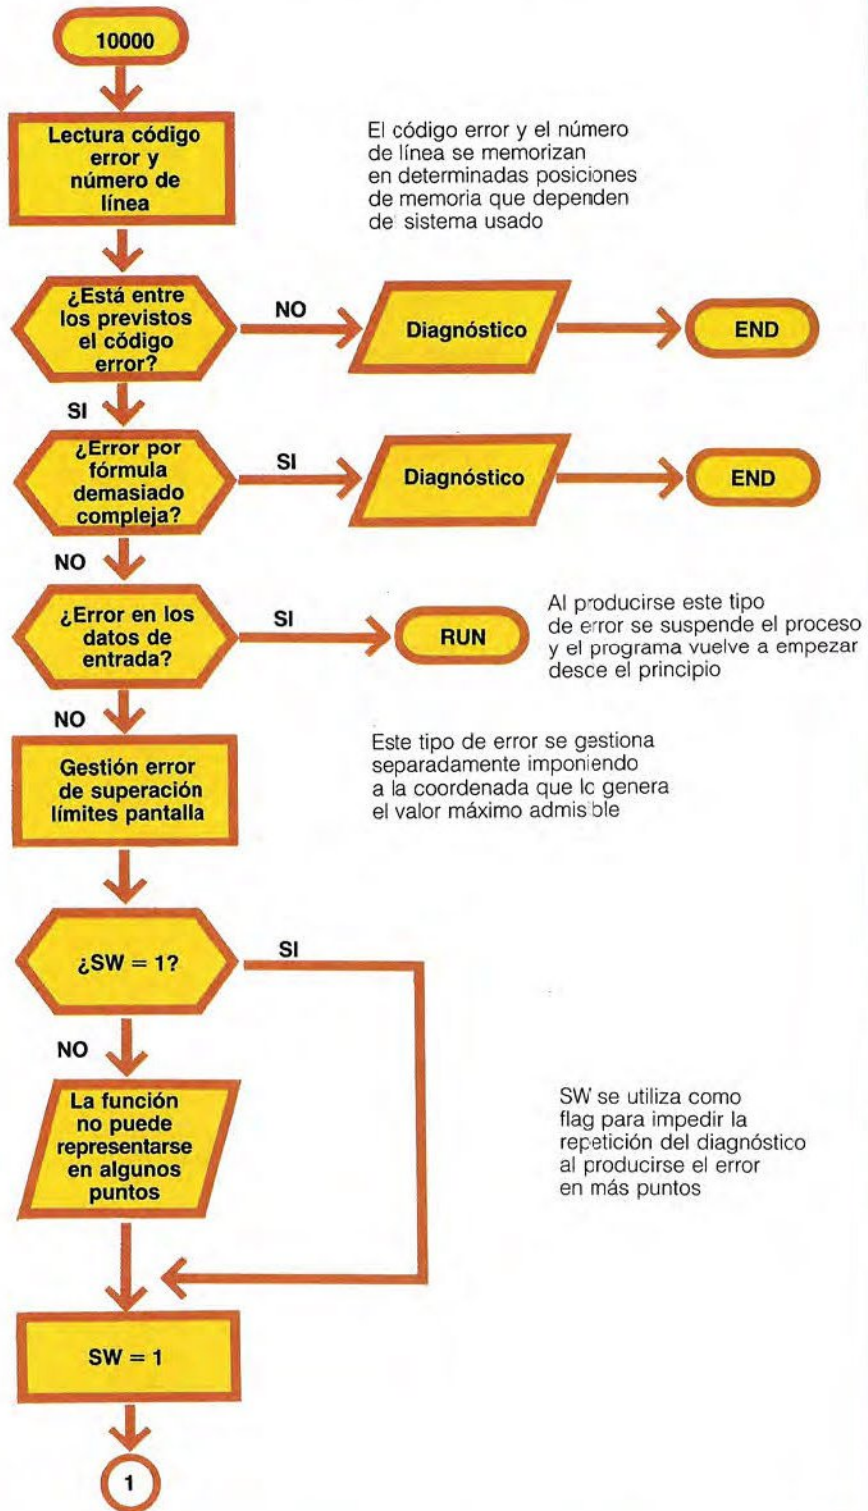 10000
Lectura código
error y
número de
línea
El código error y el número
de línea se memorizan
en determinadas posiciones
de memoria que dependen
de sistema usado
¿Está entre
los previstos
el código
error?
NO
Diagnóstico
END
SI
¿Error por
fórmula
demasiado
compleja?
SI
Diagnóstico
END
NO
¿Error en los
datos de
entrada?
SI
RUN
Al producirse este tipo
de error se suspende el proceso
y el programa vuelve a empezar
desce el principio
NO
Gestión error
de superación
límites pantalla
Este tipo de error se gestiona
separadamente imponiendo
a la coordenada que lo genera
el valor máximo admisible
¿SW = 1?
SI
NO
La función
no puede
representarse
en algunos
puntos
SW se utiliza como
flag para impedir la
repetición del diagnóstico
al producirse el error
en más puntos
SW = 1
1